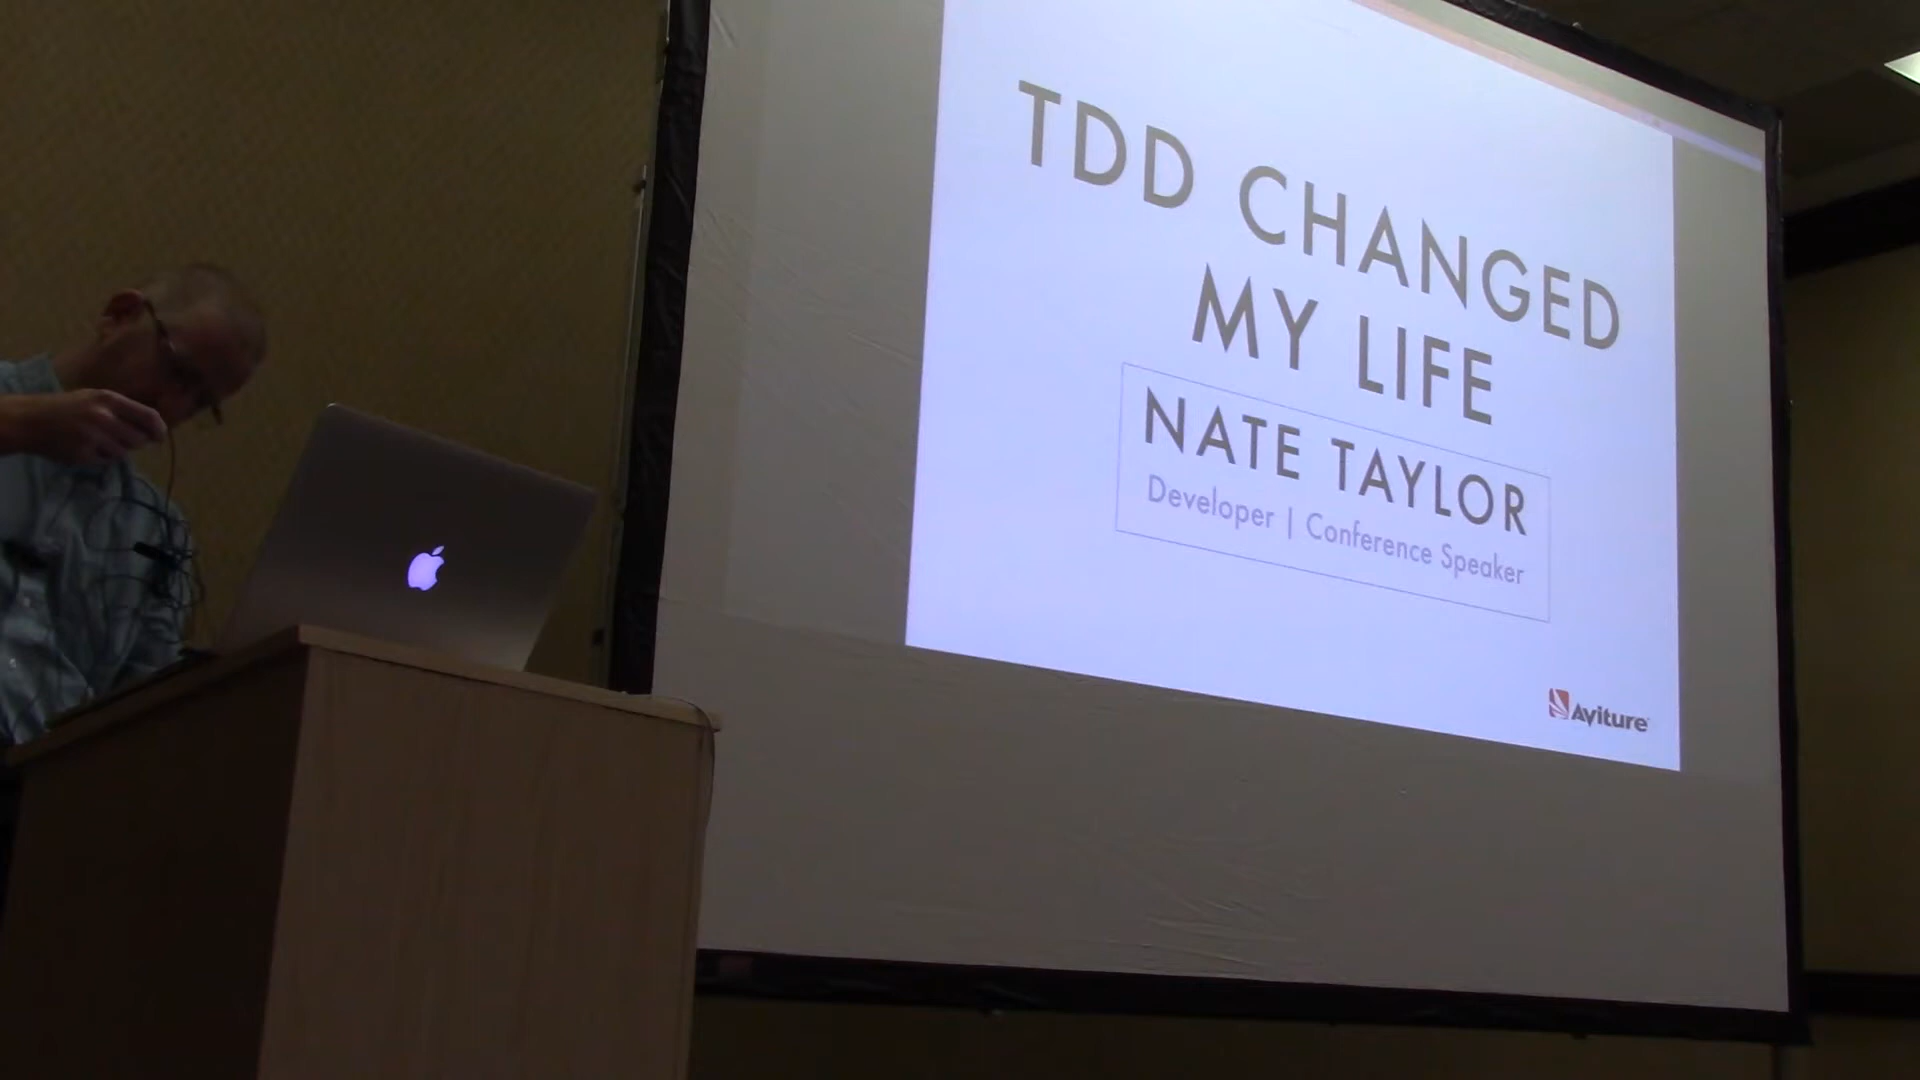 TDD CHANGED
MY LIFE
NATE TAYLOR
Developer | Conference Speaker
Aviture